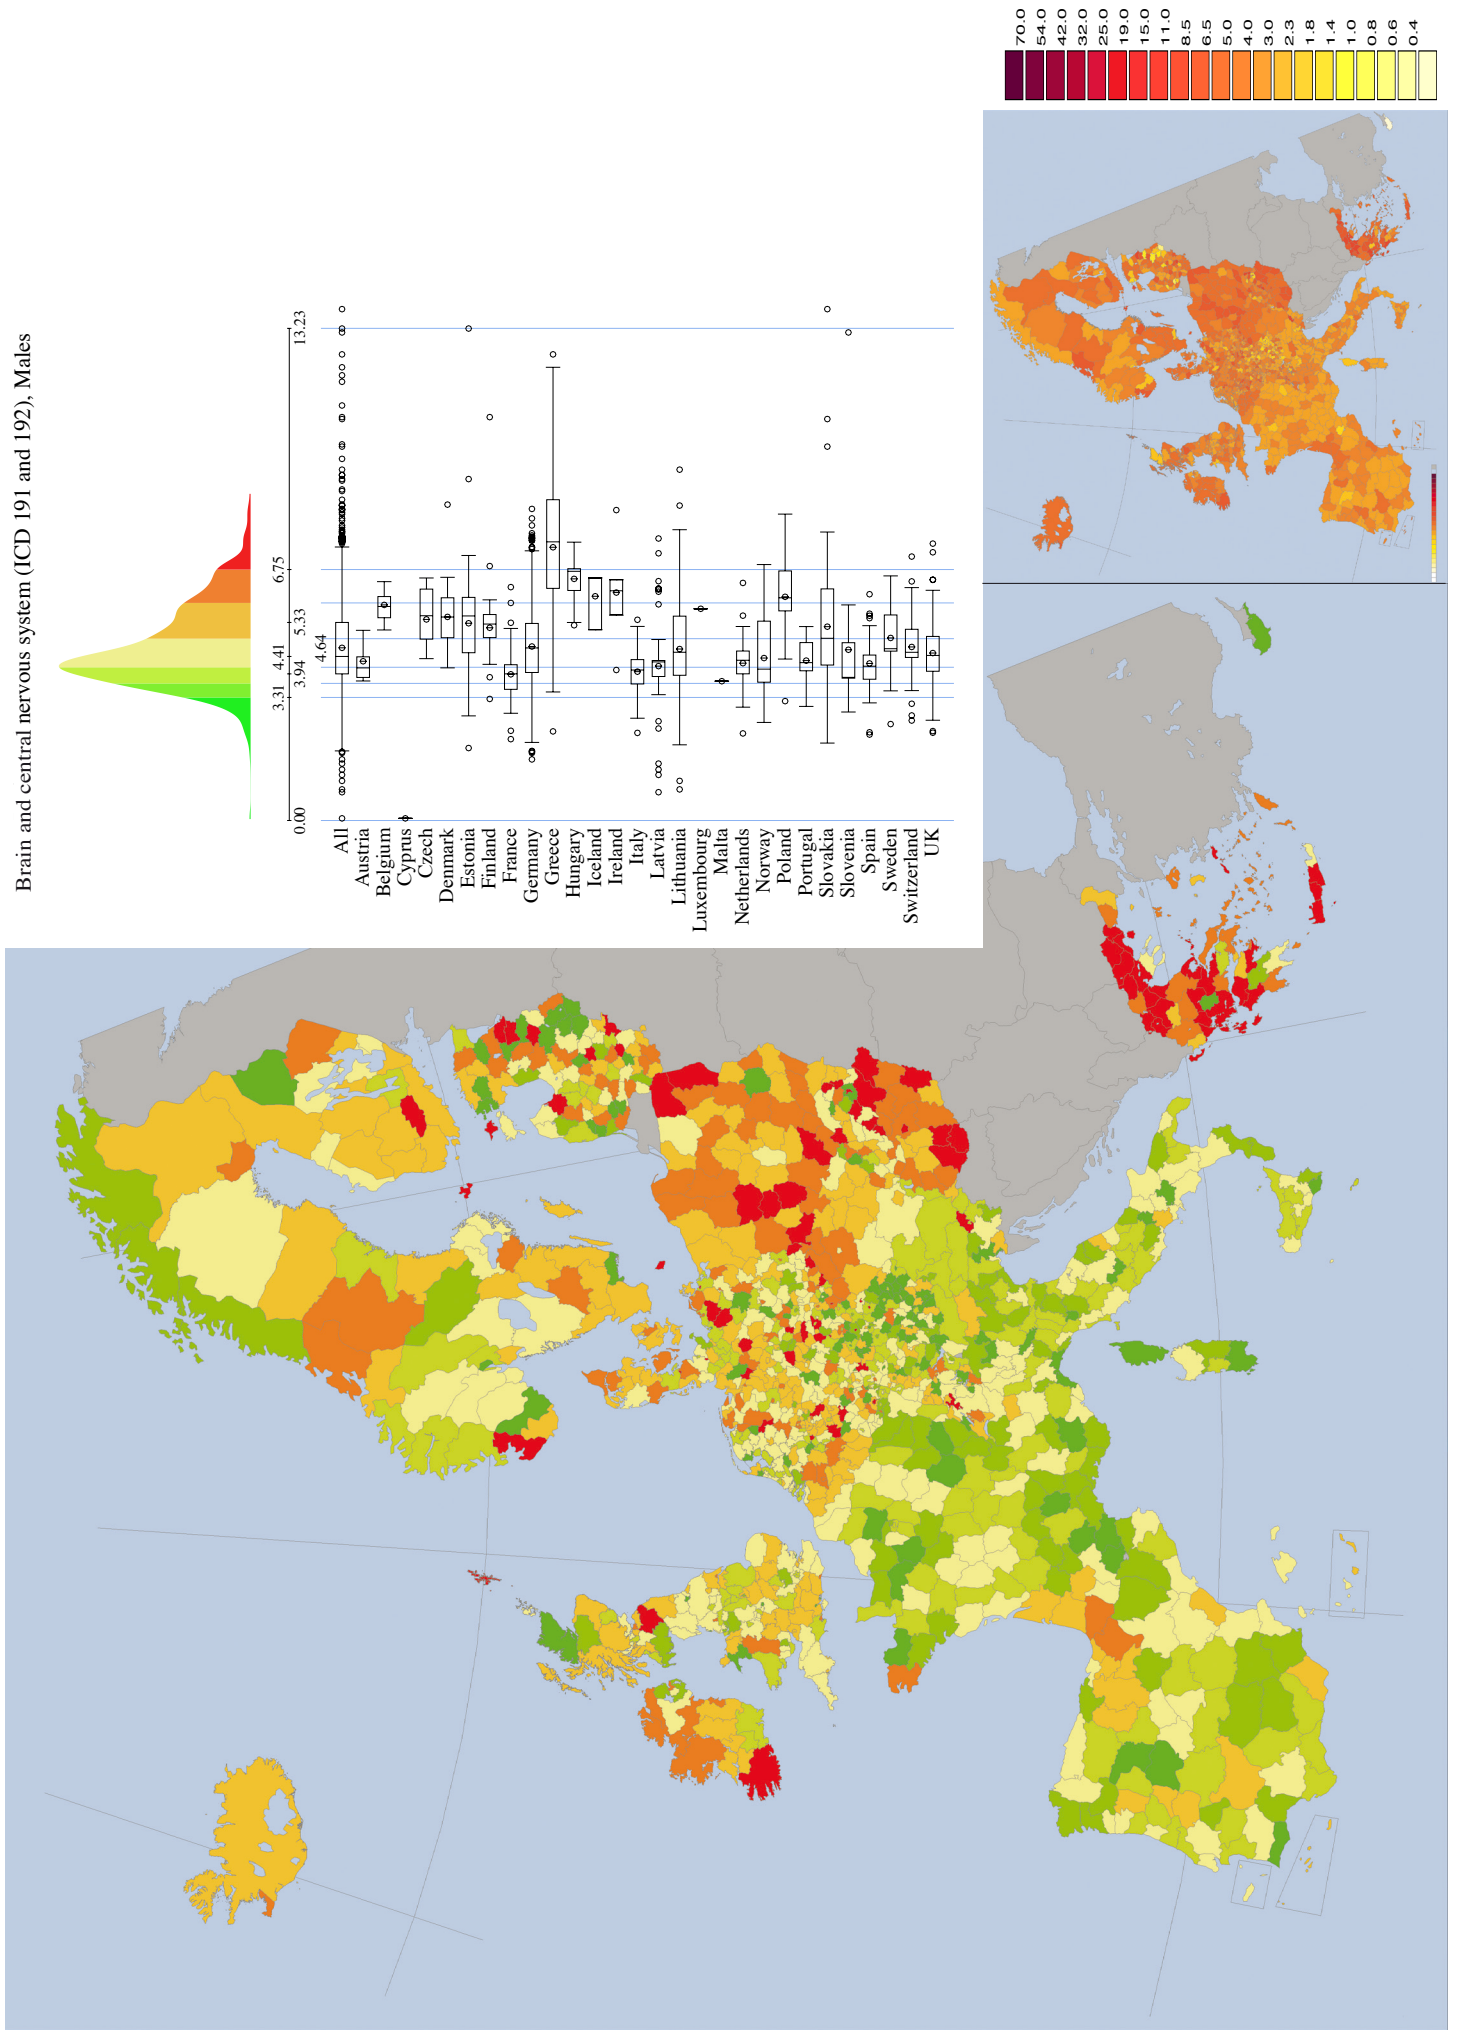 Brain and central nervous system (ICD 191 and 192), Males
0.00
3.31
3.94
4.41
4.64
5.33
6.75
13.23
All
Austria
Belgium
Cyprus
Czech
Denmark
Estonia
Finland
France
Germany
Greece
Hungary
Iceland
Ireland
Italy
Latvia
Lithuania
Luxembourg
Malta
Netherlands
Norway
Poland
Portugal
Slovakia
Slovenia
Spain
Sweden
Switzerland
UK
70.0
54.0
42.0
32.0
25.0
19.0
15.0
11.0
8.5
6.5
5.0
4.0
3.0
2.3
1.8
1.4
1.0
0.8
0.6
0.4